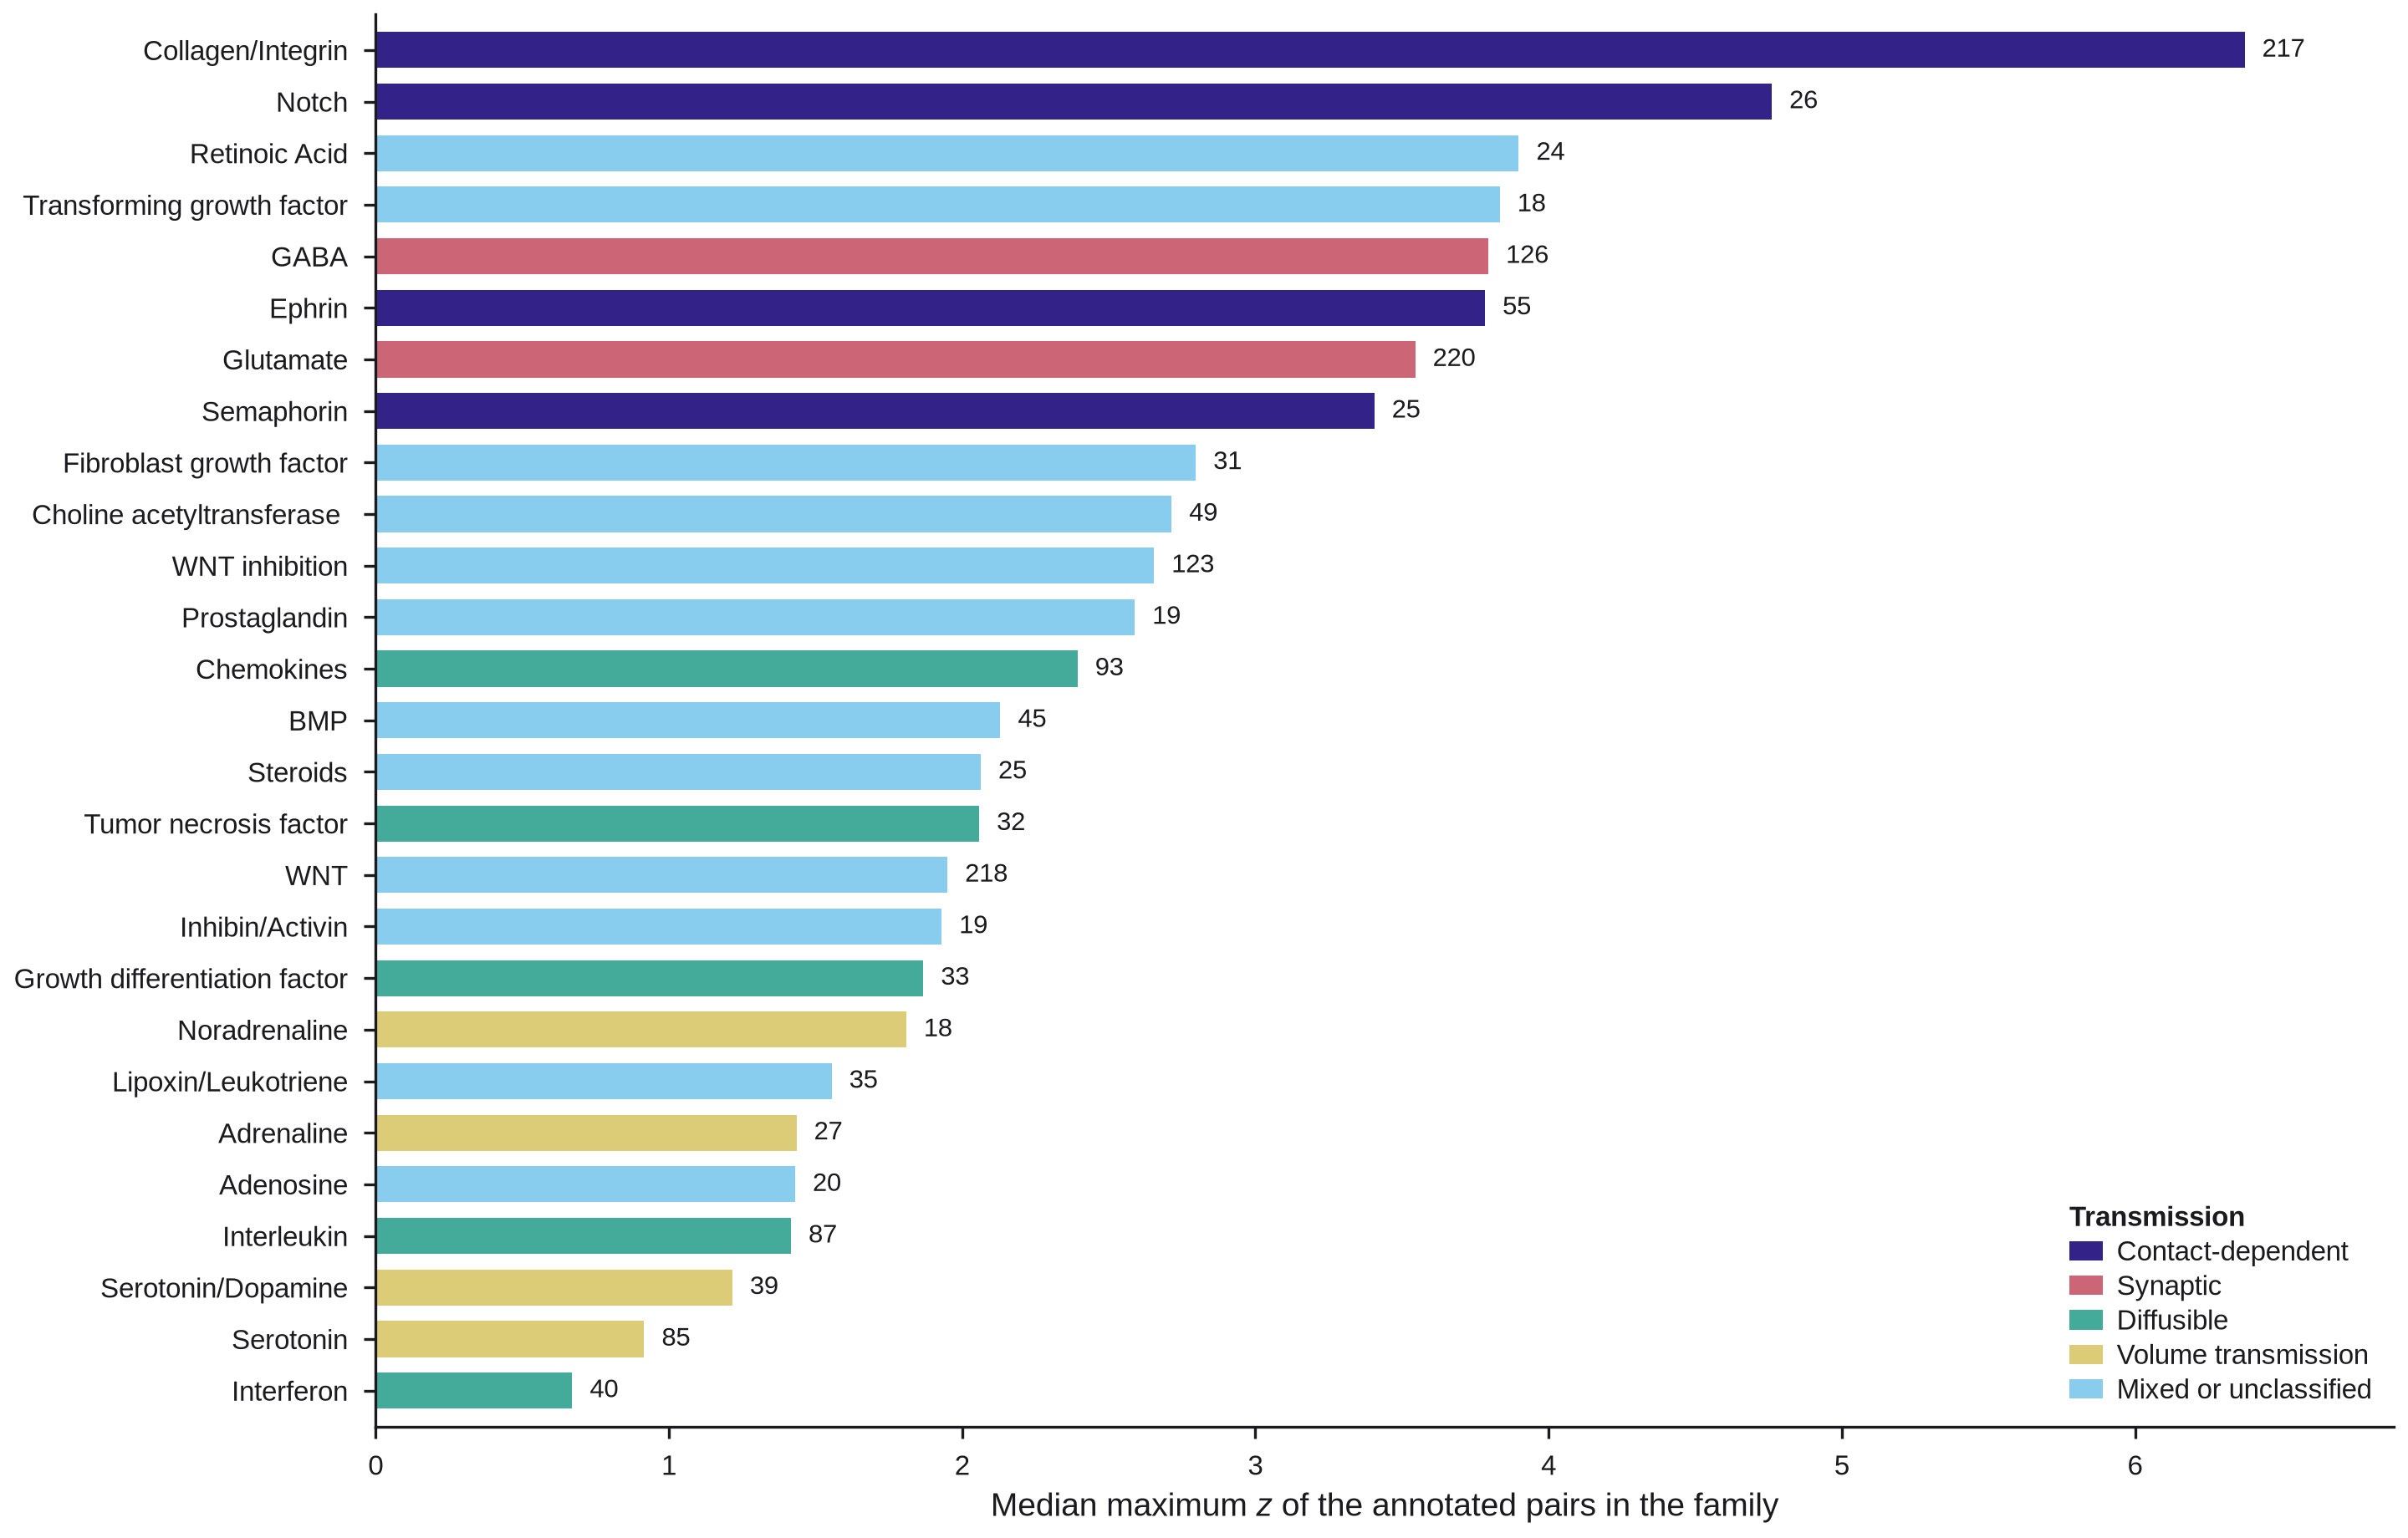 Collagen/Integrin 217
Notch 26
Retinoic Acid 24
Transforming growth factor 18
GABA 126
Ephrin 55
Glutamate 220
Semaphorin 25
Fibroblast growth factor 31
Choline acetyltransferase 49
WNT inhibition 123
Prostaglandin 19
Chemokines 93
BMP 45
Steroids 25
Tumor necrosis factor 32
WNT 218
Inhibin/Activin 19
Growth differentiation factor 33
Noradrenaline 18
Lipoxin/Leukotriene 35
Adrenaline 27
Adenosine 20
Interleukin 87
Serotonin/Dopamine 39
Serotonin 85
Interferon 40
Transmission
Contact-dependent
Synaptic
Diffusible
Volume transmission
Mixed or unclassified
0 1 2 3 4 5 6
Median maximum z of the annotated pairs in the family